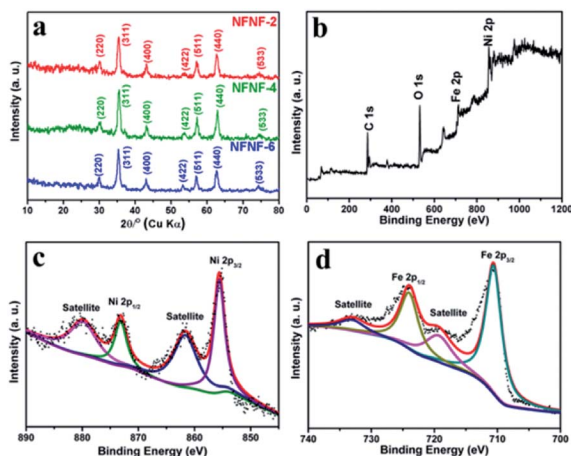 a
NFNF-2
(220)
(311)
(400)
(422)
(511)
(440)
(533)
NFNF-4
(220)
(311)
(400)
(422)
(511)
(440)
(533)
NFNF-6
(220)
(311)
(400)
(422)
(511)
(440)
(533)
Intensity (a. u.)
10 20 30 40 50 60 70 80
2θ/° (Cu Kα)
b
C 1s
O 1s
Fe 2p
Ni 2p
Intensity (a. u.)
0 200 400 600 800 1000 1200
Binding Energy (eV)
c
Satellite
Ni 2p1/2
Satellite
Ni 2p3/2
Intensity (a. u.)
890 880 870 860 850
Binding Energy (eV)
d
Satellite
Fe 2p1/2
Satellite
Fe 2p3/2
Intensity (a. u.)
740 730 720 710 700
Binding Energy (eV)